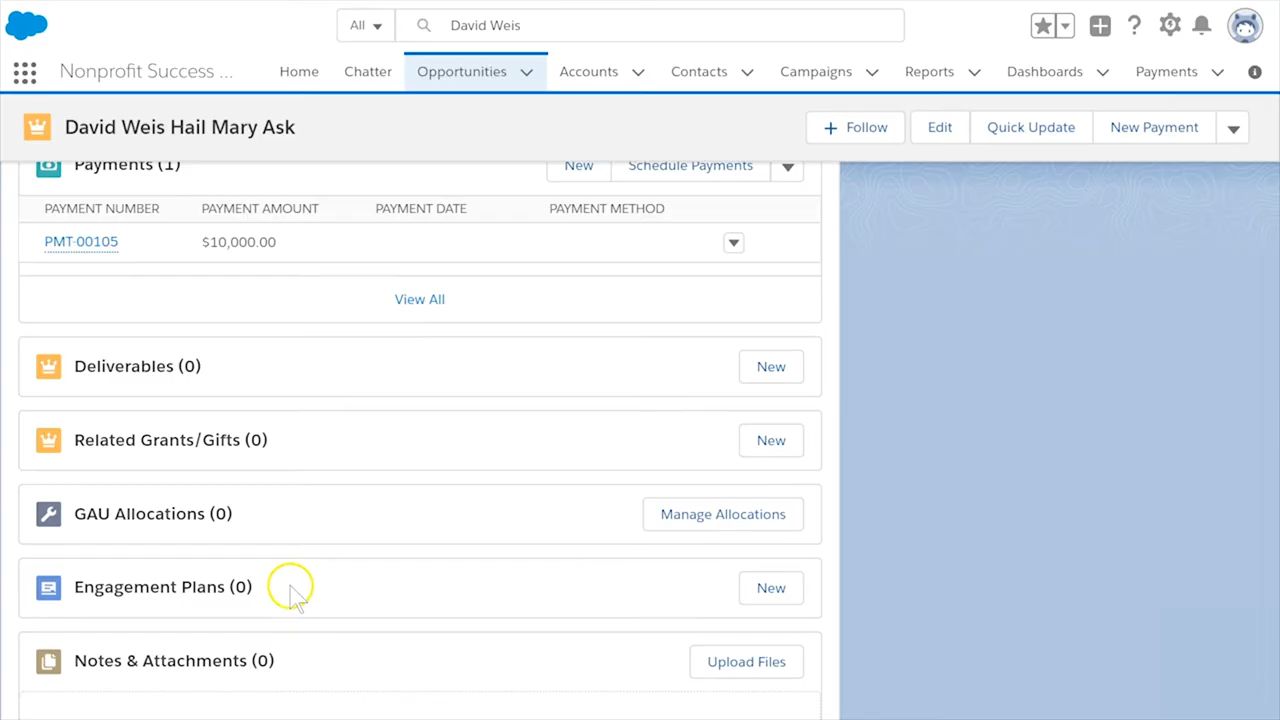 All
David Weis
Nonprofit Success ...
Home
Chatter
Opportunities
Accounts
Contacts
Campaigns
Reports
Dashboards
Payments
David Weis Hail Mary Ask
Follow
Edit
Quick Update
New Payment
Payments (1)
New
Schedule Payments
PAYMENT NUMBER
PAYMENT AMOUNT
PAYMENT DATE
PAYMENT METHOD
PMT-00105
$10,000.00
View All
Deliverables (0)
New
Related Grants/Gifts (0)
New
GAU Allocations (0)
Manage Allocations
Engagement Plans (0)
New
Notes & Attachments (0)
Upload Files